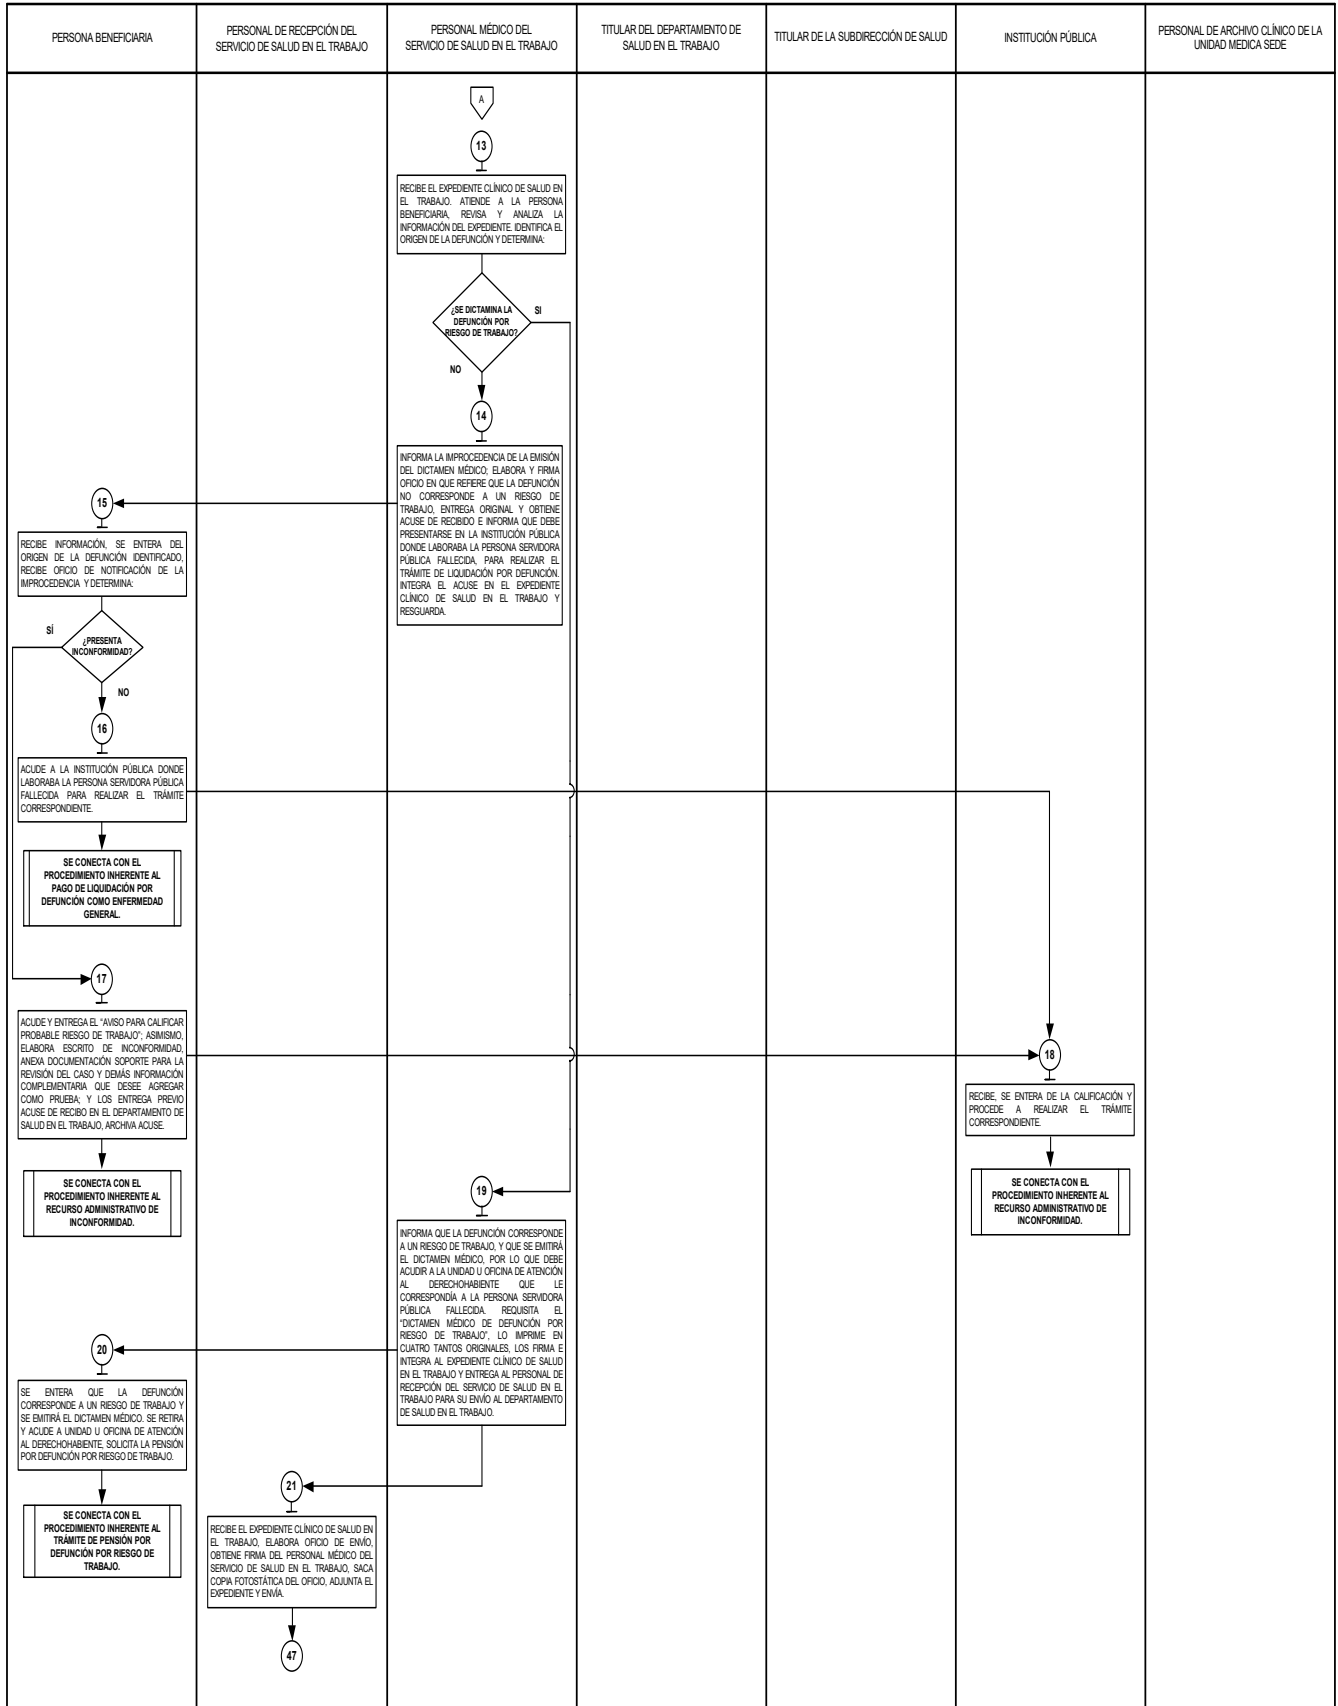 PERSONA BENEFICIARIA
PERSONAL DE RECEPCIÓN DEL
SERVICIO DE SALUD EN EL TRABAJO
PERSONAL MÉDICO DEL
SERVICIO DE SALUD EN EL TRABAJO
TITULAR DEL DEPARTAMENTO DE
SALUD EN EL TRABAJO
TITULAR DE LA SUBDIRECCIÓN DE SALUD
INSTITUCIÓN PÚBLICA
PERSONAL DE ARCHIVO CLÍNICO DE LA
UNIDAD MEDICA SEDE
A
13
RECIBE EL EXPEDIENTE CLÍNICO DE SALUD EN
EL TRABAJO. ATIENDE A LA PERSONA
BENEFICIARIA, REVISA Y ANALIZA LA
INFORMACIÓN DEL EXPEDIENTE. IDENTIFICA EL
ORIGEN DE LA DEFUNCIÓN Y DETERMINA:
¿SE DICTAMINA LA
DEFUNCIÓN POR
RIESGO DE TRABAJO?
SI
NO
14
INFORMA LA IMPROCEDENCIA DE LA EMISIÓN
DEL DICTAMEN MÉDICO; ELABORA Y FIRMA
OFICIO EN QUE REFIERE QUE LA DEFUNCIÓN
NO CORRESPONDE A UN RIESGO DE
TRABAJO, ENTREGA ORIGINAL Y OBTIENE
ACUSE DE RECIBIDO E INFORMA QUE DEBE
PRESENTARSE EN LA INSTITUCIÓN PÚBLICA
DONDE LABORABA LA PERSONA SERVIDORA
PÚBLICA FALLECIDA, PARA REALIZAR EL
TRÁMITE DE LIQUIDACIÓN POR DEFUNCIÓN.
INTEGRA EL ACUSE EN EL EXPEDIENTE
CLÍNICO DE SALUD EN EL TRABAJO Y
RESGUARDA.
15
RECIBE INFORMACIÓN, SE ENTERA DEL
ORIGEN DE LA DEFUNCIÓN IDENTIFICADO,
RECIBE OFICIO DE NOTIFICACIÓN DE LA
IMPROCEDENCIA Y DETERMINA:
SÍ
¿PRESENTA
INCONFORMIDAD?
NO
16
ACUDE A LA INSTITUCIÓN PÚBLICA DONDE
LABORABA LA PERSONA SERVIDORA PÚBLICA
FALLECIDA PARA REALIZAR EL TRÁMITE
CORRESPONDIENTE.
SE CONECTA CON EL
PROCEDIMIENTO INHERENTE AL
PAGO DE LIQUIDACIÓN POR
DEFUNCIÓN COMO ENFERMEDAD
GENERAL.
17
ACUDE Y ENTREGA EL “AVISO PARA CALIFICAR
PROBABLE RIESGO DE TRABAJO”; ASIMISMO,
ELABORA ESCRITO DE INCONFORMIDAD,
ANEXA DOCUMENTACIÓN SOPORTE PARA LA
REVISIÓN DEL CASO Y DEMÁS INFORMACIÓN
COMPLEMENTARIA QUE DESEE AGREGAR
COMO PRUEBA; Y LOS ENTREGA PREVIO
ACUSE DE RECIBO EN EL DEPARTAMENTO DE
SALUD EN EL TRABAJO, ARCHIVA ACUSE.
SE CONECTA CON EL
PROCEDIMIENTO INHERENTE AL
RECURSO ADMINISTRATIVO DE
INCONFORMIDAD.
18
RECIBE, SE ENTERA DE LA CALIFICACIÓN Y
PROCEDE A REALIZAR EL TRÁMITE
CORRESPONDIENTE.
SE CONECTA CON EL
PROCEDIMIENTO INHERENTE AL
RECURSO ADMINISTRATIVO DE
INCONFORMIDAD.
19
INFORMA QUE LA DEFUNCIÓN CORRESPONDE
A UN RIESGO DE TRABAJO, Y QUE SE EMITIRÁ
EL DICTAMEN MÉDICO, POR LO QUE DEBE
ACUDIR A LA UNIDAD U OFICINA DE ATENCIÓN
AL DERECHOHABIENTE QUE LE
CORRESPONDÍA A LA PERSONA SERVIDORA
PÚBLICA FALLECIDA. REQUISITA EL
“DICTAMEN MÉDICO DE DEFUNCIÓN POR
RIESGO DE TRABAJO”, LO IMPRIME EN
CUATRO TANTOS ORIGINALES, LOS FIRMA E
INTEGRA AL EXPEDIENTE CLÍNICO DE SALUD
EN EL TRABAJO Y ENTREGA AL PERSONAL DE
RECEPCIÓN DEL SERVICIO DE SALUD EN EL
TRABAJO PARA SU ENVÍO AL DEPARTAMENTO
DE SALUD EN EL TRABAJO.
20
SE ENTERA QUE LA DEFUNCIÓN
CORRESPONDE A UN RIESGO DE TRABAJO Y
SE EMITIRÁ EL DICTAMEN MÉDICO. SE RETIRA
Y ACUDE A UNIDAD U OFICINA DE ATENCIÓN
AL DERECHOHABIENTE, SOLICITA LA PENSIÓN
POR DEFUNCIÓN POR RIESGO DE TRABAJO.
SE CONECTA CON EL
PROCEDIMIENTO INHERENTE AL
TRÁMITE DE PENSIÓN POR
DEFUNCIÓN POR RIESGO DE
TRABAJO.
21
RECIBE EL EXPEDIENTE CLÍNICO DE SALUD EN
EL TRABAJO, ELABORA OFICIO DE ENVÍO,
OBTIENE FIRMA DEL PERSONAL MÉDICO DEL
SERVICIO DE SALUD EN EL TRABAJO, SACA
COPIA FOTOSTÁTICA DEL OFICIO, ADJUNTA EL
EXPEDIENTE Y ENVÍA.
47